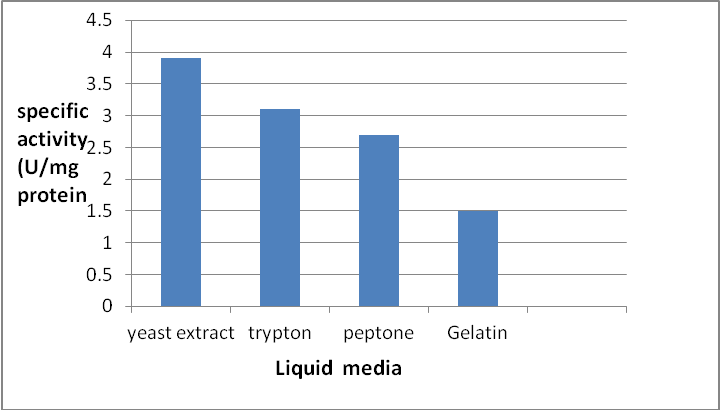 4.5
4
3.5
3
2.5
2
1.5
1
0.5
0
specific
activity
(U/mg
protein
yeast extract trypton peptone Gelatin
Liquid media